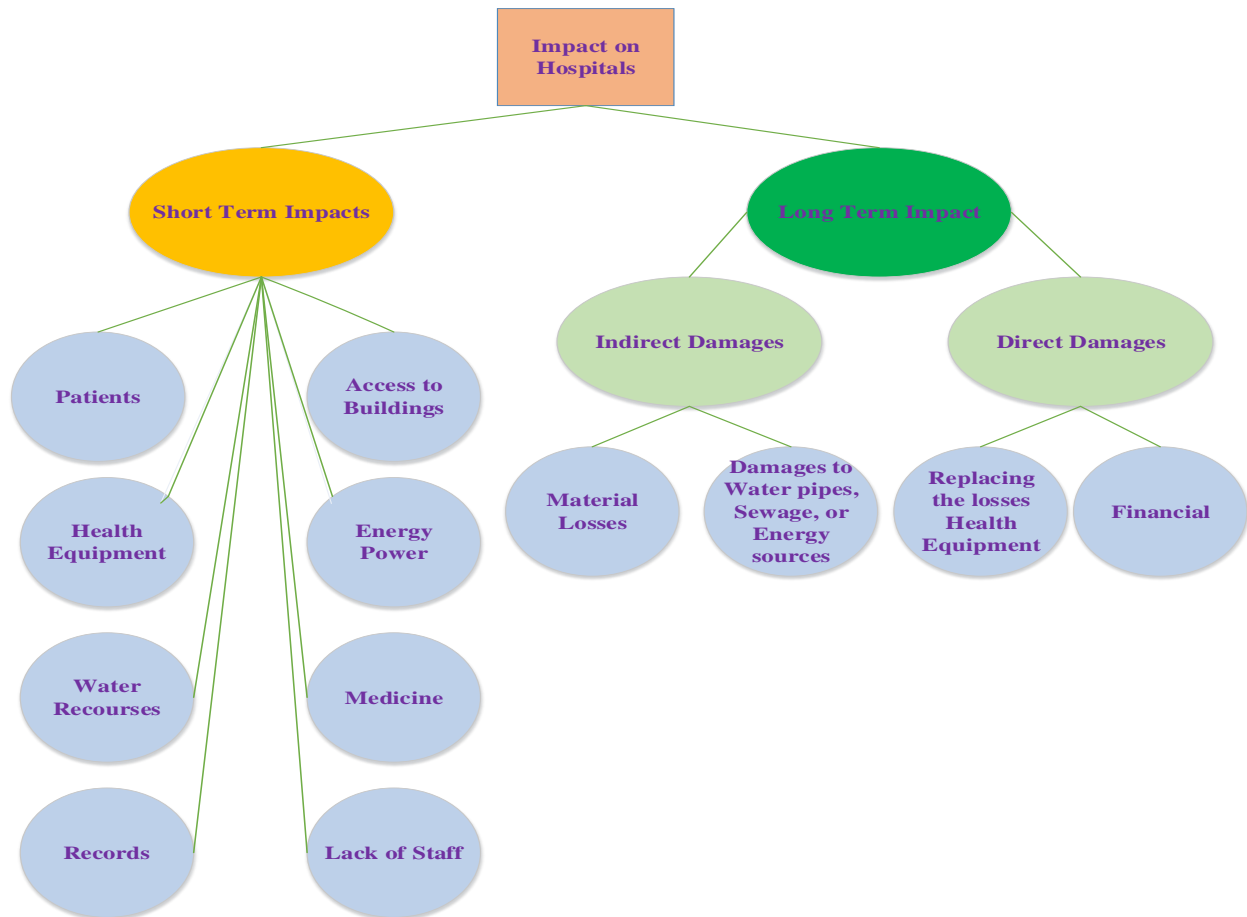 Impact on
Hospitals
Short Term Impacts
Long Term Impact
Indirect Damages
Direct Damages
Patients
Access to
Buildings
Material
Losses
Damages to
Water pipes,
Sewage, or
Energy
sources
Replacing
the losses
Health
Equipment
Financial
Health
Equipment
Energy
Power
Water
Recourses
Medicine
Records
Lack of Staff